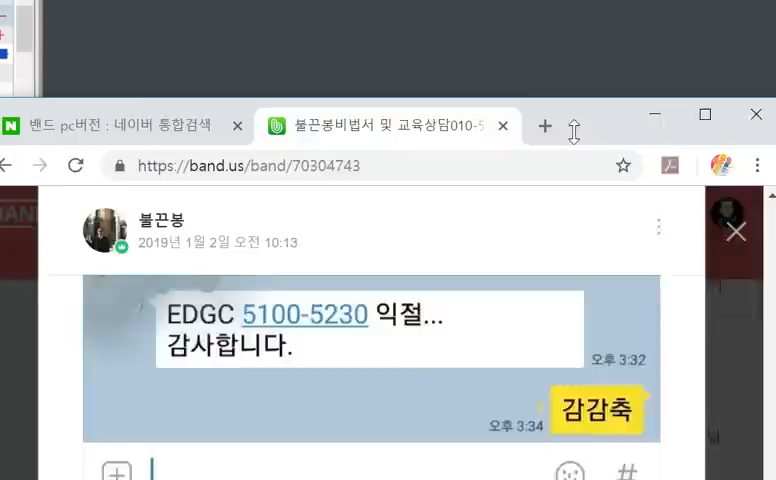 밴드 pc버전 : 네이버 통합검색
불끈봉비법서 및 교육상담010-5
https://band.us/band/70304743
불끈봉
2019년 1월 2일 오전 10:13
EDGC 5100-5230 익절...
감사합니다.
오후 3:32
감감축
오후 3:34
#